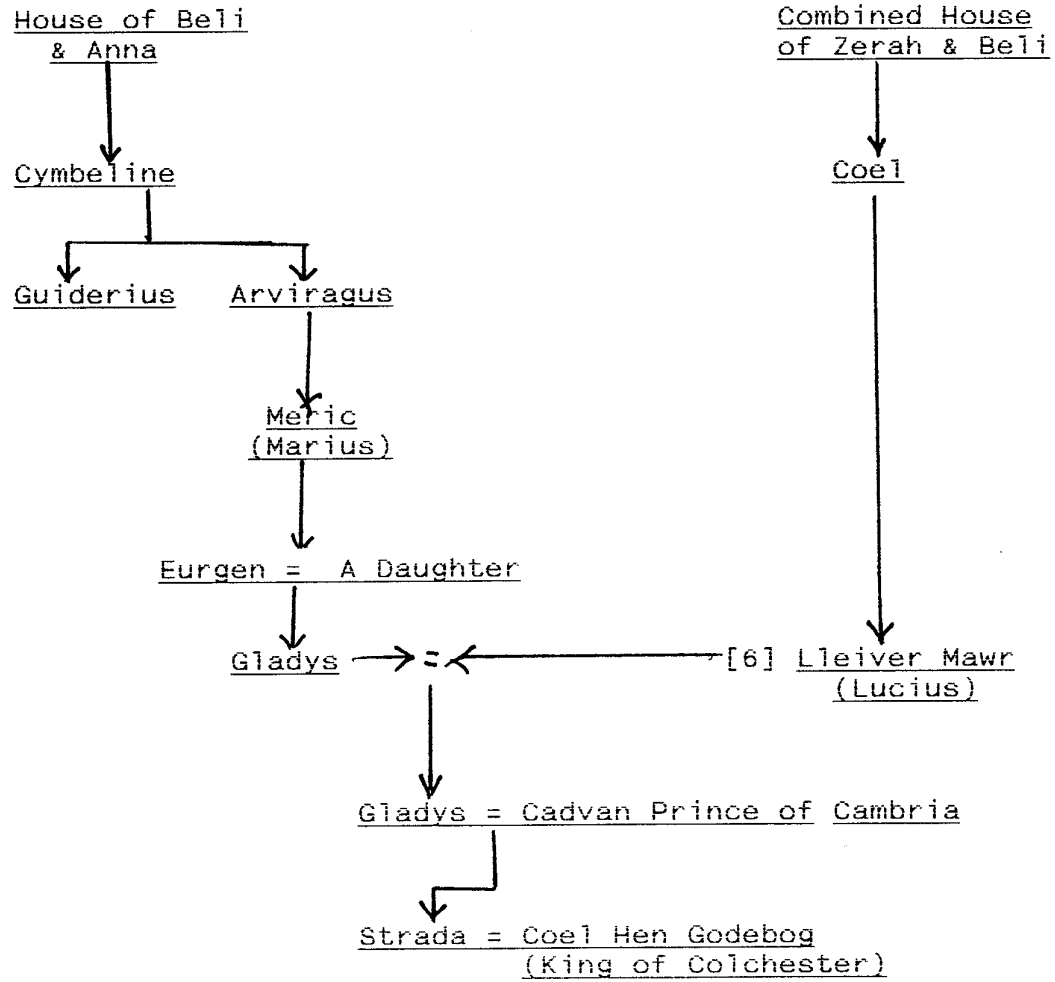 House of Beli
& Anna
Combined House
of Zerah & Beli
Cymbeline
Coel
Guiderius Arviragus
Meric
(Marius)
Eurgen = A Daughter
Gladys = [6] Lleiver Mawr
(Lucius)
Gladys = Cadvan Prince of Cambria
Strada = Coel Hen Godebog
(King of Colchester)